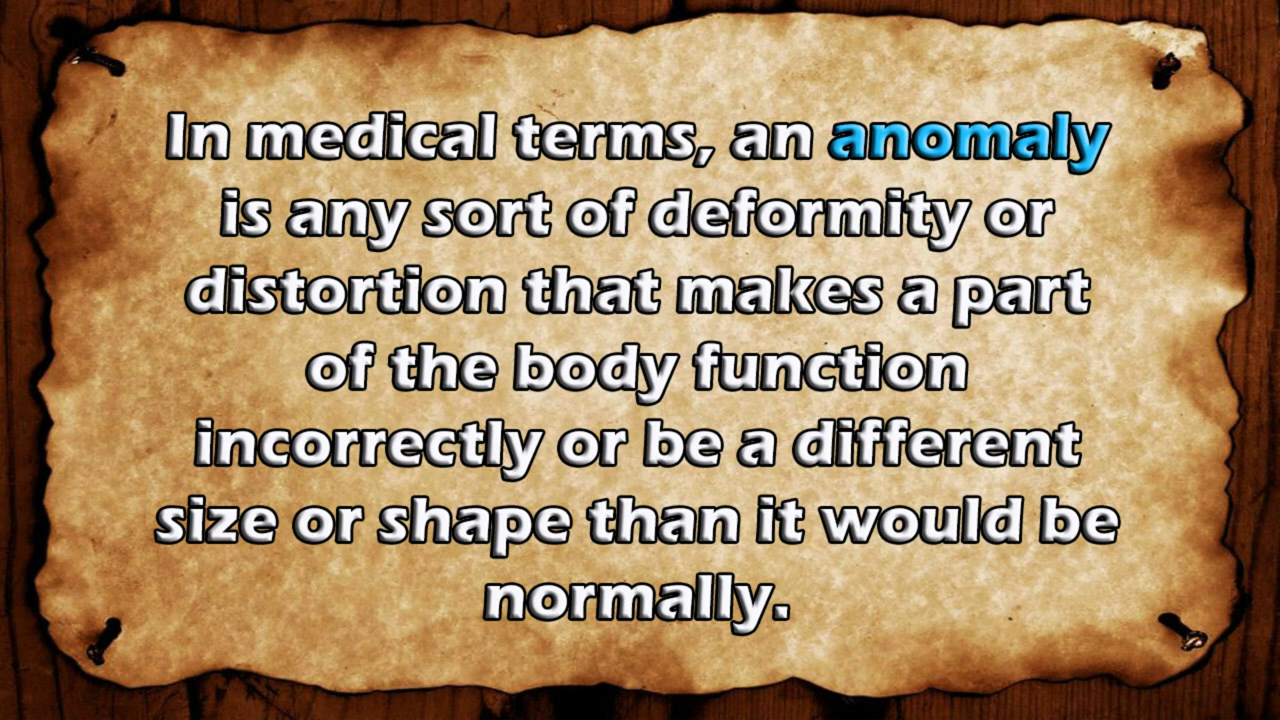 In medical terms, an anomaly
is any sort of deformity or
distortion that makes a part
of the body function
incorrectly or be a different
size or shape than it would be
normally.